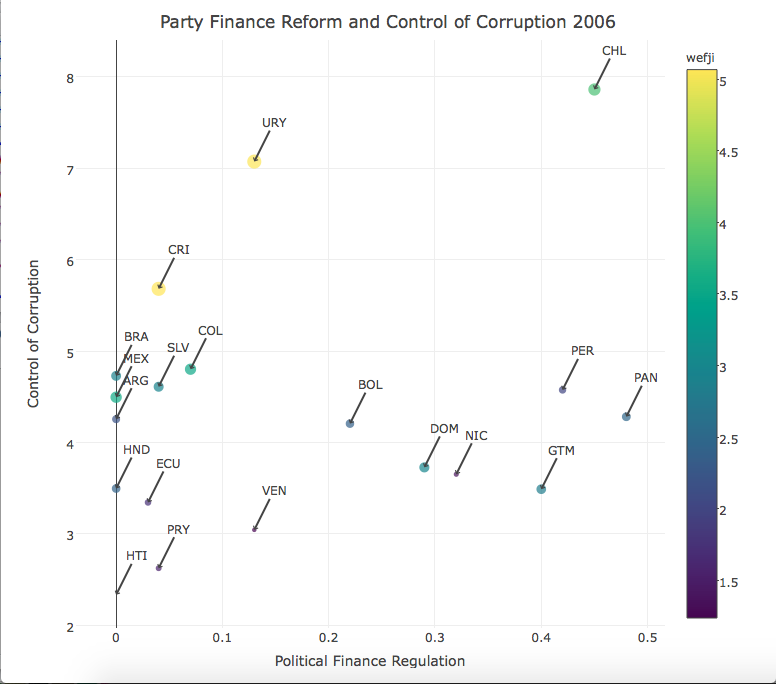 Party Finance Reform and Control of Corruption 2006
wefji
CHL
8
5
URY
4.5
7
CRI
4
6
3.5
BRA
COL
MEX
SLV
5
PER
3
ARG
PAN
BOL
4
DOM
NIC
2.5
HND
ECU
GTM
2
VEN
3
PRY
1.5
HTI
2
0
0.1
0.2
0.3
0.4
0.5
Control of Corruption
Political Finance Regulation